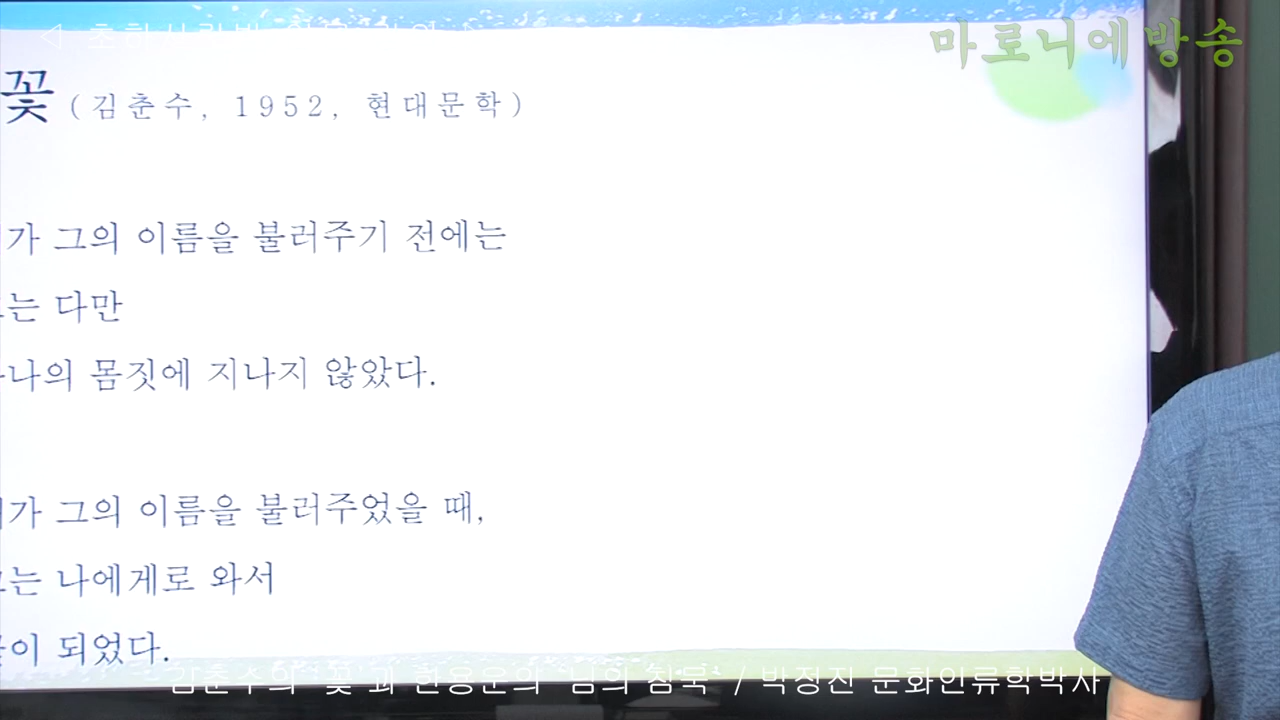 마로니에방송
꽃 (김춘수, 1952, 현대문학)
가 그의 이름을 불러주기 전에는
는 다만
나의 몸짓에 지나지 않았다.
가 그의 이름을 불러주었을 때,
는 나에게로 와서
이 되었다.
김춘수의 '꽃'과 한용운의 '님의 침묵' / 박정진 문화인류학박사